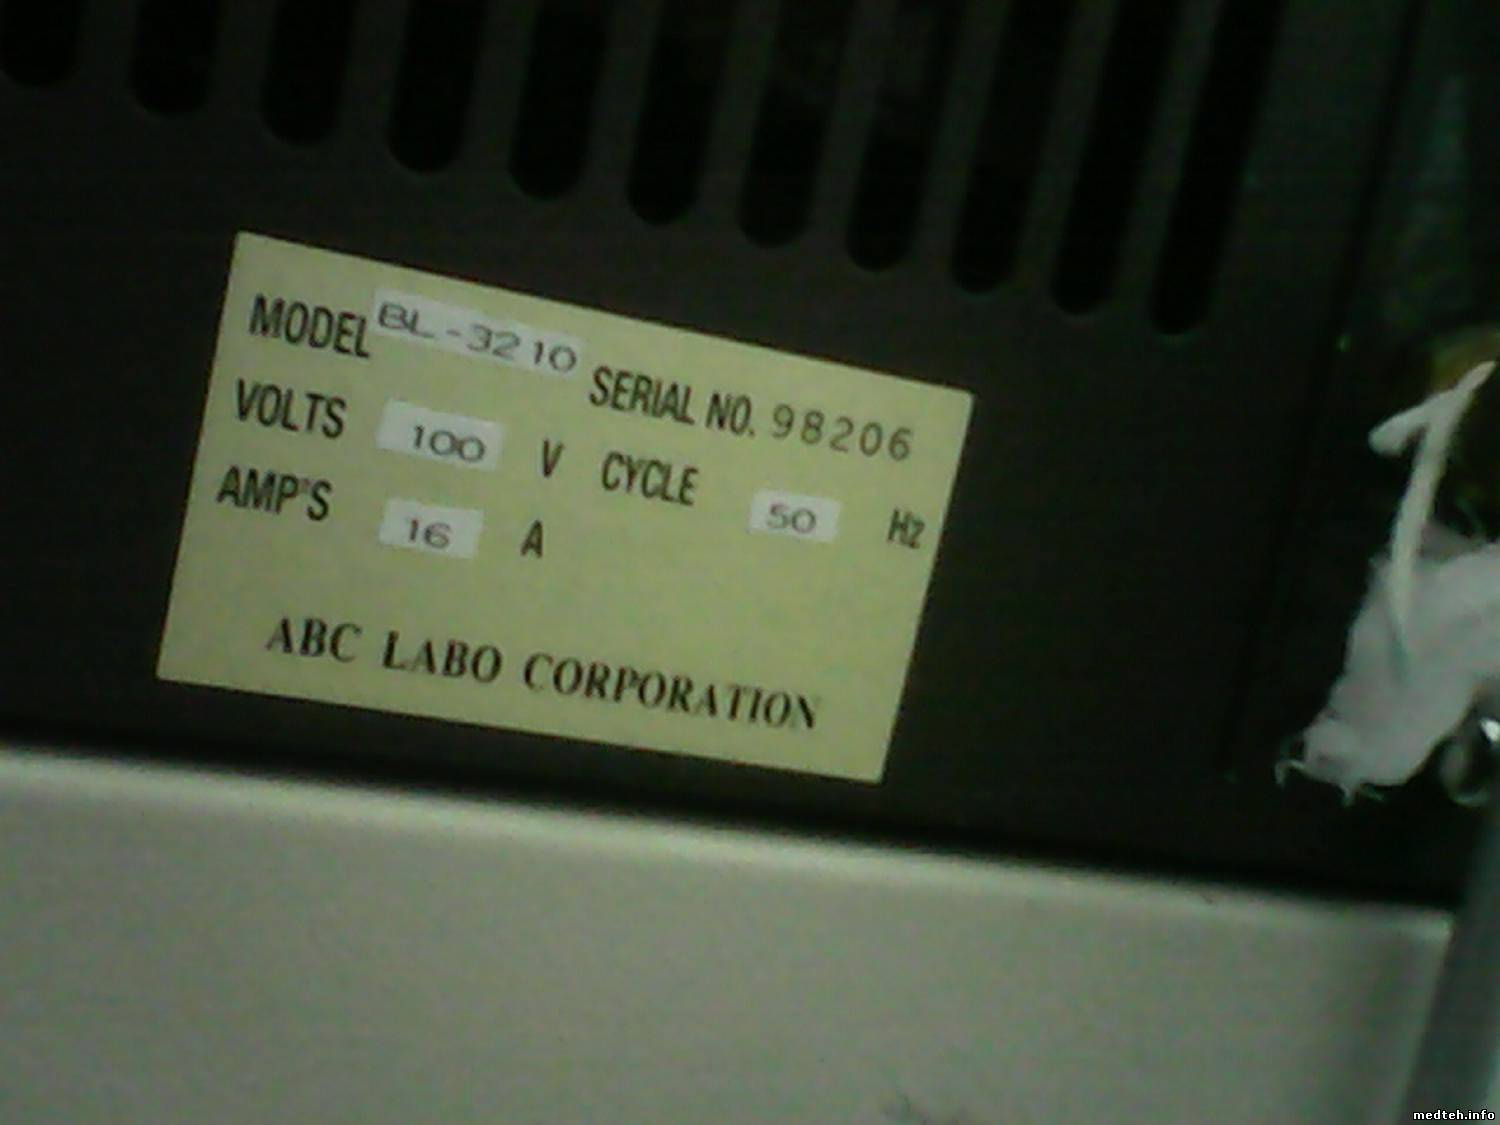 MODEL BL-3210 SERIAL NO. 98206
VOLTS 100 V CYCLE 50 Hz
AMP'S 16 A
ABC LABO CORPORATION
medteh.info